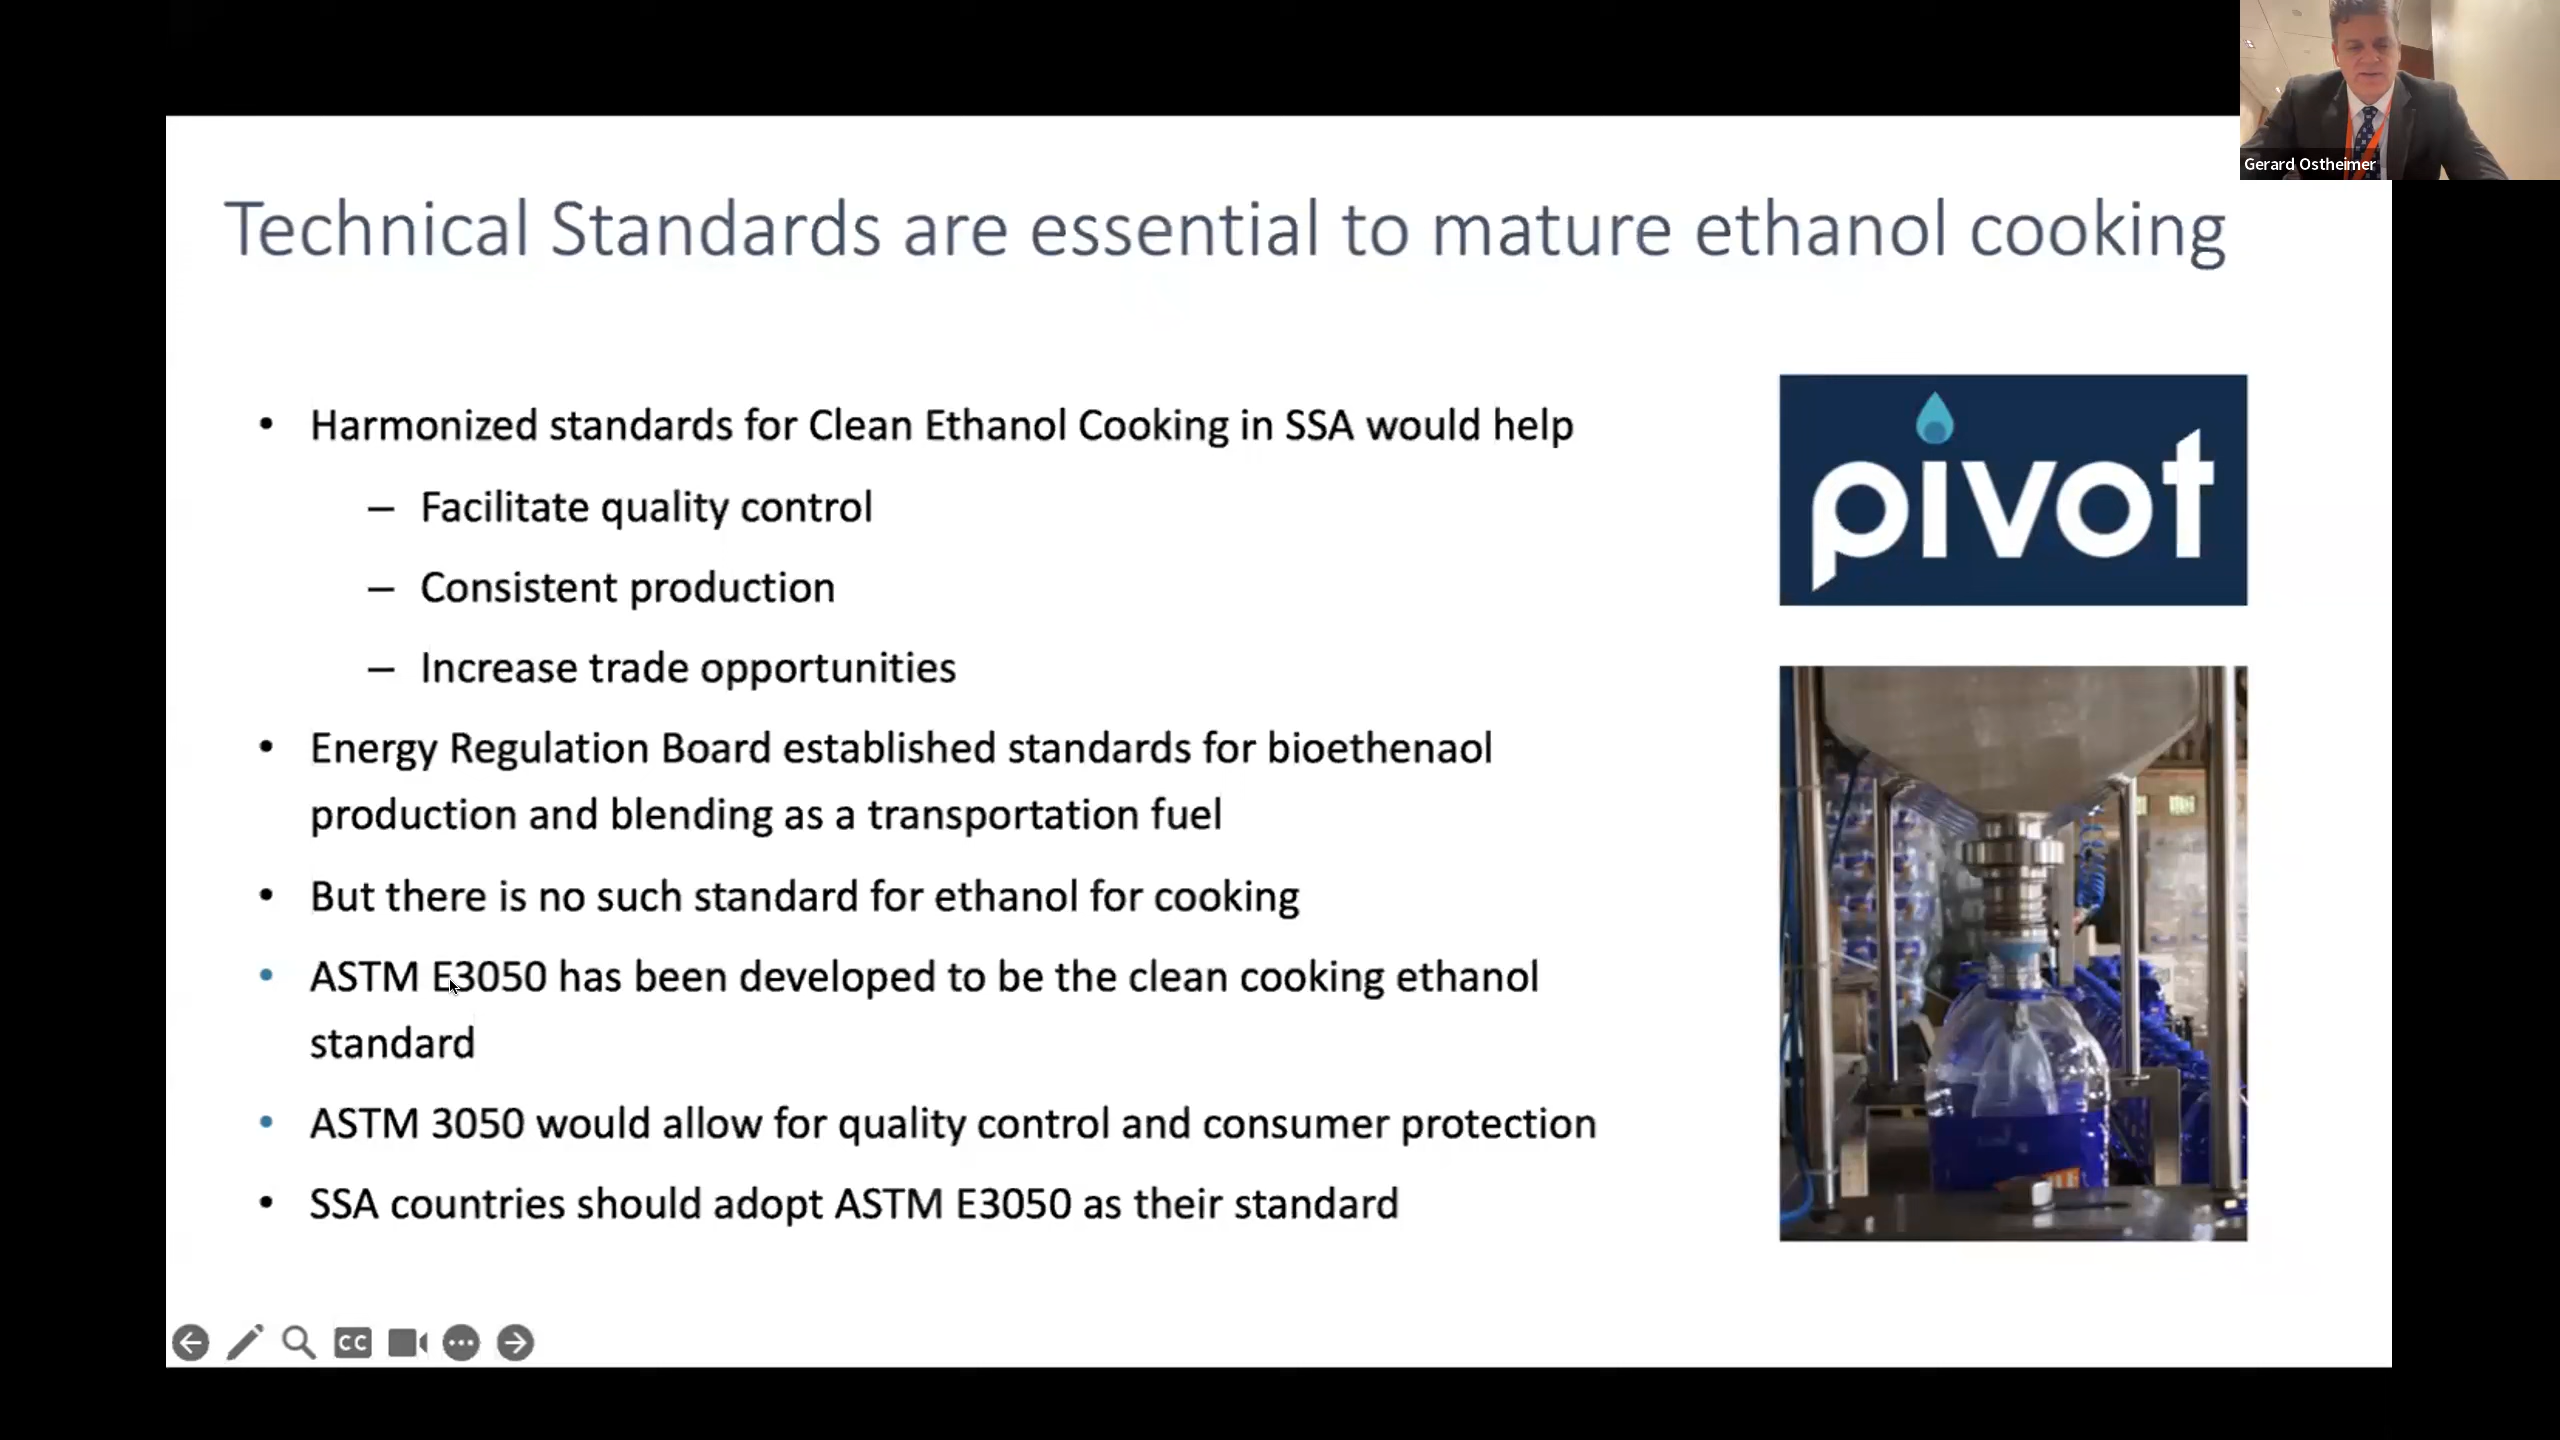 Gerard Ostheimer
Technical Standards are essential to mature ethanol cooking
• Harmonized standards for Clean Ethanol Cooking in SSA would help
– Facilitate quality control
– Consistent production
– Increase trade opportunities
• Energy Regulation Board established standards for bioethenaol
production and blending as a transportation fuel
• But there is no such standard for ethanol for cooking
• ASTM E3050 has been developed to be the clean cooking ethanol
standard
• ASTM 3050 would allow for quality control and consumer protection
• SSA countries should adopt ASTM E3050 as their standard
pivot
CC